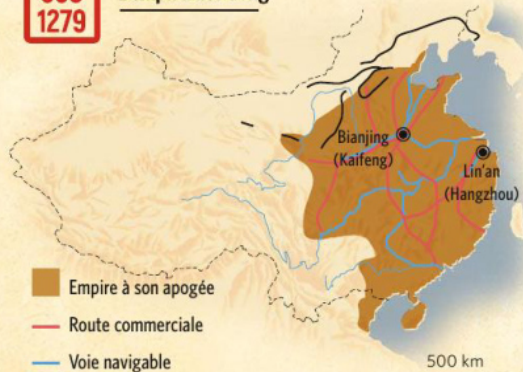 1279
Bianjing
(Kaifeng)
Lin'an
(Hangzhou)
Empire à son apogée
Route commerciale
Voie navigable
500 km